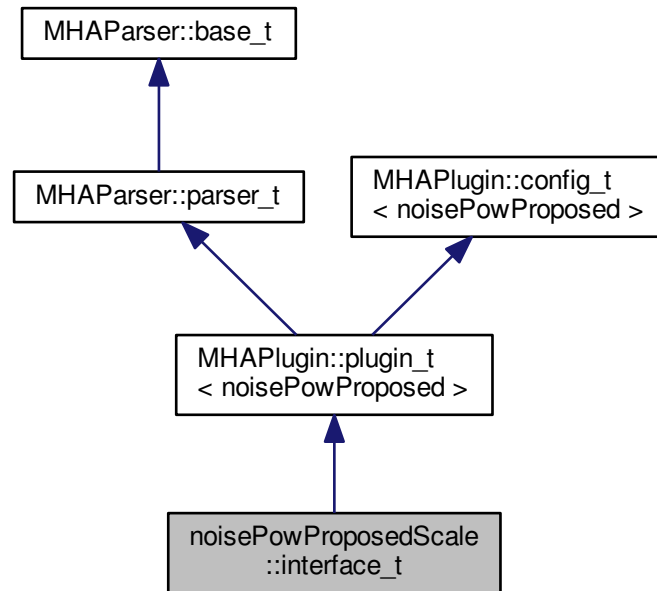 MHAParser::base_t
MHAParser::parser_t
MHAPlugin::config_t
< noisePowProposed >
MHAPlugin::plugin_t
< noisePowProposed >
noisePowProposedScale
::interface_t